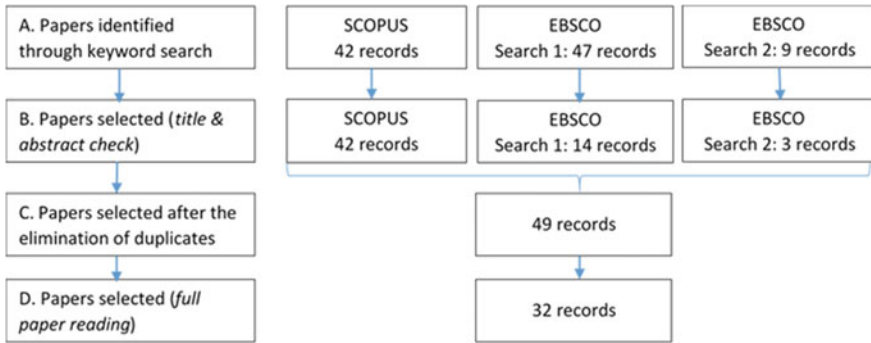 A. Papers identified
through keyword search
SCOPUS
42 records
EBSCO
Search 1: 47 records
EBSCO
Search 2: 9 records
B. Papers selected (title &
abstract check)
SCOPUS
42 records
EBSCO
Search 1: 14 records
EBSCO
Search 2: 3 records
C. Papers selected after the
elimination of duplicates
49 records
D. Papers selected (full
paper reading)
32 records